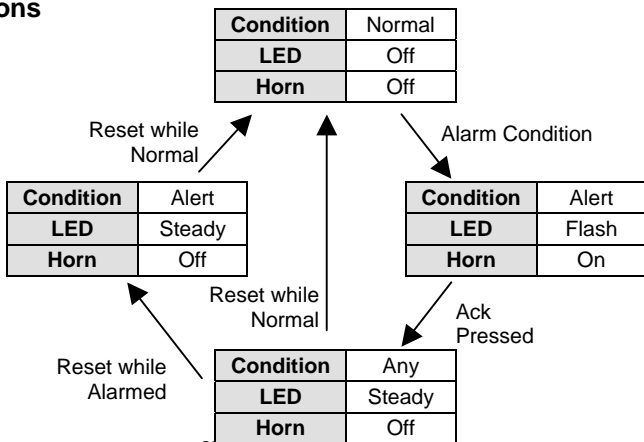 ons
Condition Normal
LED Off
Horn Off
Reset while
Normal
Alarm Condition
Condition Alert
LED Steady
Horn Off
Condition Alert
LED Flash
Horn On
Reset while
Normal
Ack
Pressed
Reset while
Alarmed
Condition Any
LED Steady
Horn Off